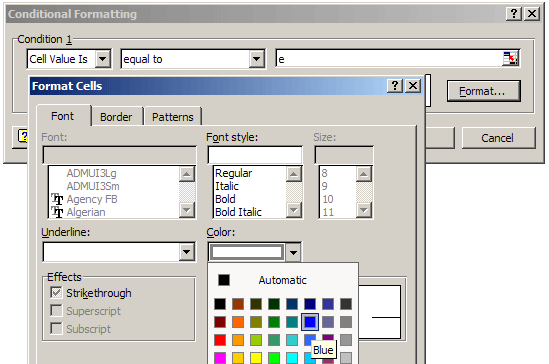 Conditional Formatting
Condition 1
Cell Value Is equal to e
Format Cells
Format...
Font Border Patterns
Cancel
Font: Font style: Size:
ADMUI3Lg Regular 8
ADMUI3Sm Italic 9
Agency FB Bold 10
Algerian Bold Italic 11
Underline: Color:
Automatic
Effects
Strikethrough
Superscript
Subscript
Blue